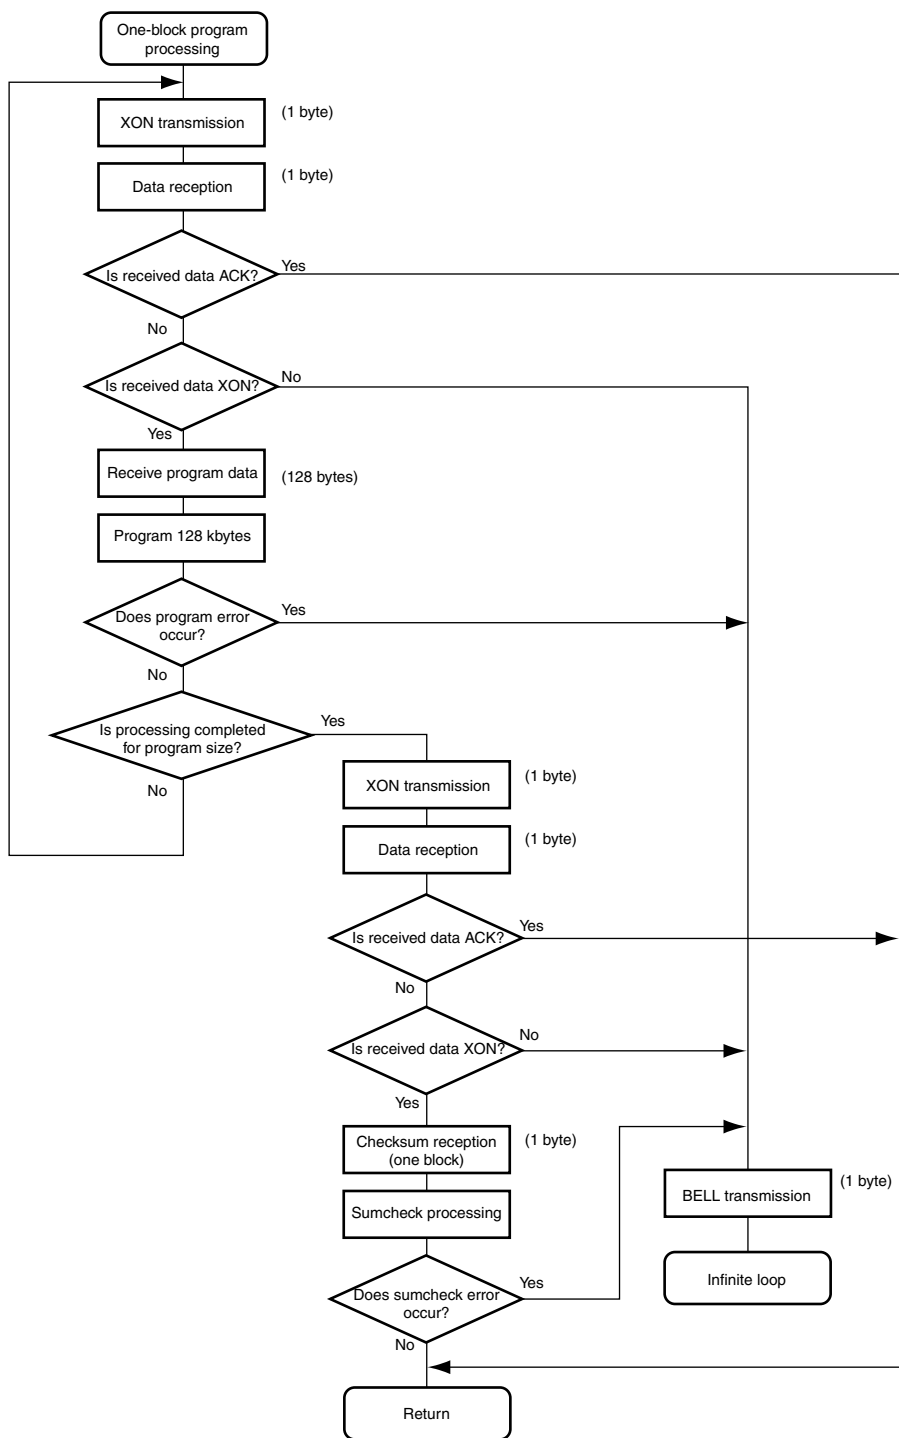 One-block program
processing
XON transmission
(1 byte)
Data reception
(1 byte)
Is received data ACK?
Yes
No
Is received data XON?
No
Yes
Receive program data
(128 bytes)
Program 128 kbytes
Does program error
occur?
Yes
No
Is processing completed
for program size?
Yes
No
XON transmission
(1 byte)
Data reception
(1 byte)
Is received data ACK?
Yes
No
Is received data XON?
No
Yes
Checksum reception
(one block)
(1 byte)
Sumcheck processing
BELL transmission
(1 byte)
Does sumcheck error
occur?
Yes
No
Infinite loop
Return